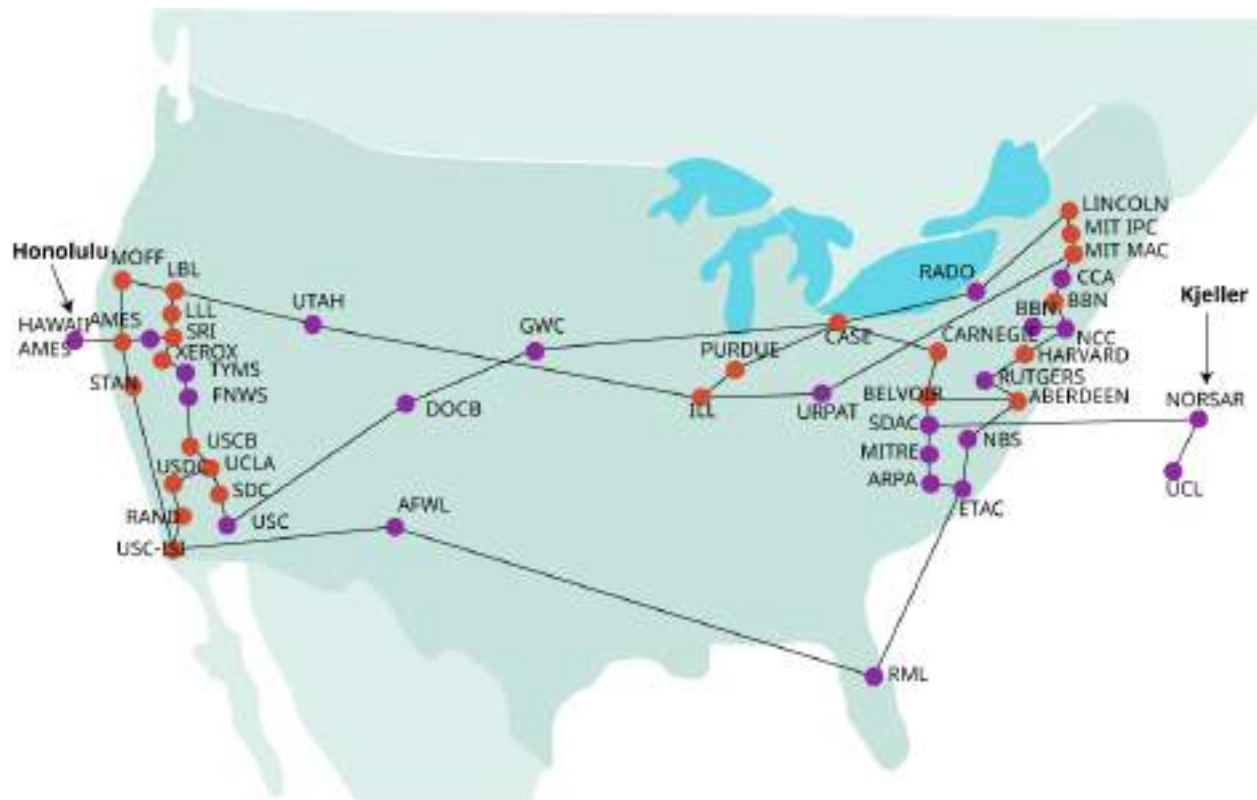 LINCOLN
MIT IPC
MIT MAC
Honolulu
MOFF
LBL
RADO
CCA
Kjeller
UTAH
LLL
BBN
BBN
HAWAII
AMES
AMES
SRI
GWC
CASE
CARNEGIE
NCC
XEROX
PURDUE
HARVARD
TYMS
STAN
RUTGERS
FNWS
DOCB
ILL
URPAT
BELVOIR
ABERDEEN
NORSAR
SDAC
USCB
NBS
USDC
UCLA
MITRE
SDC
ARPA
UCL
RAND
USC
AFWL
ETAC
USC-ISI
RML